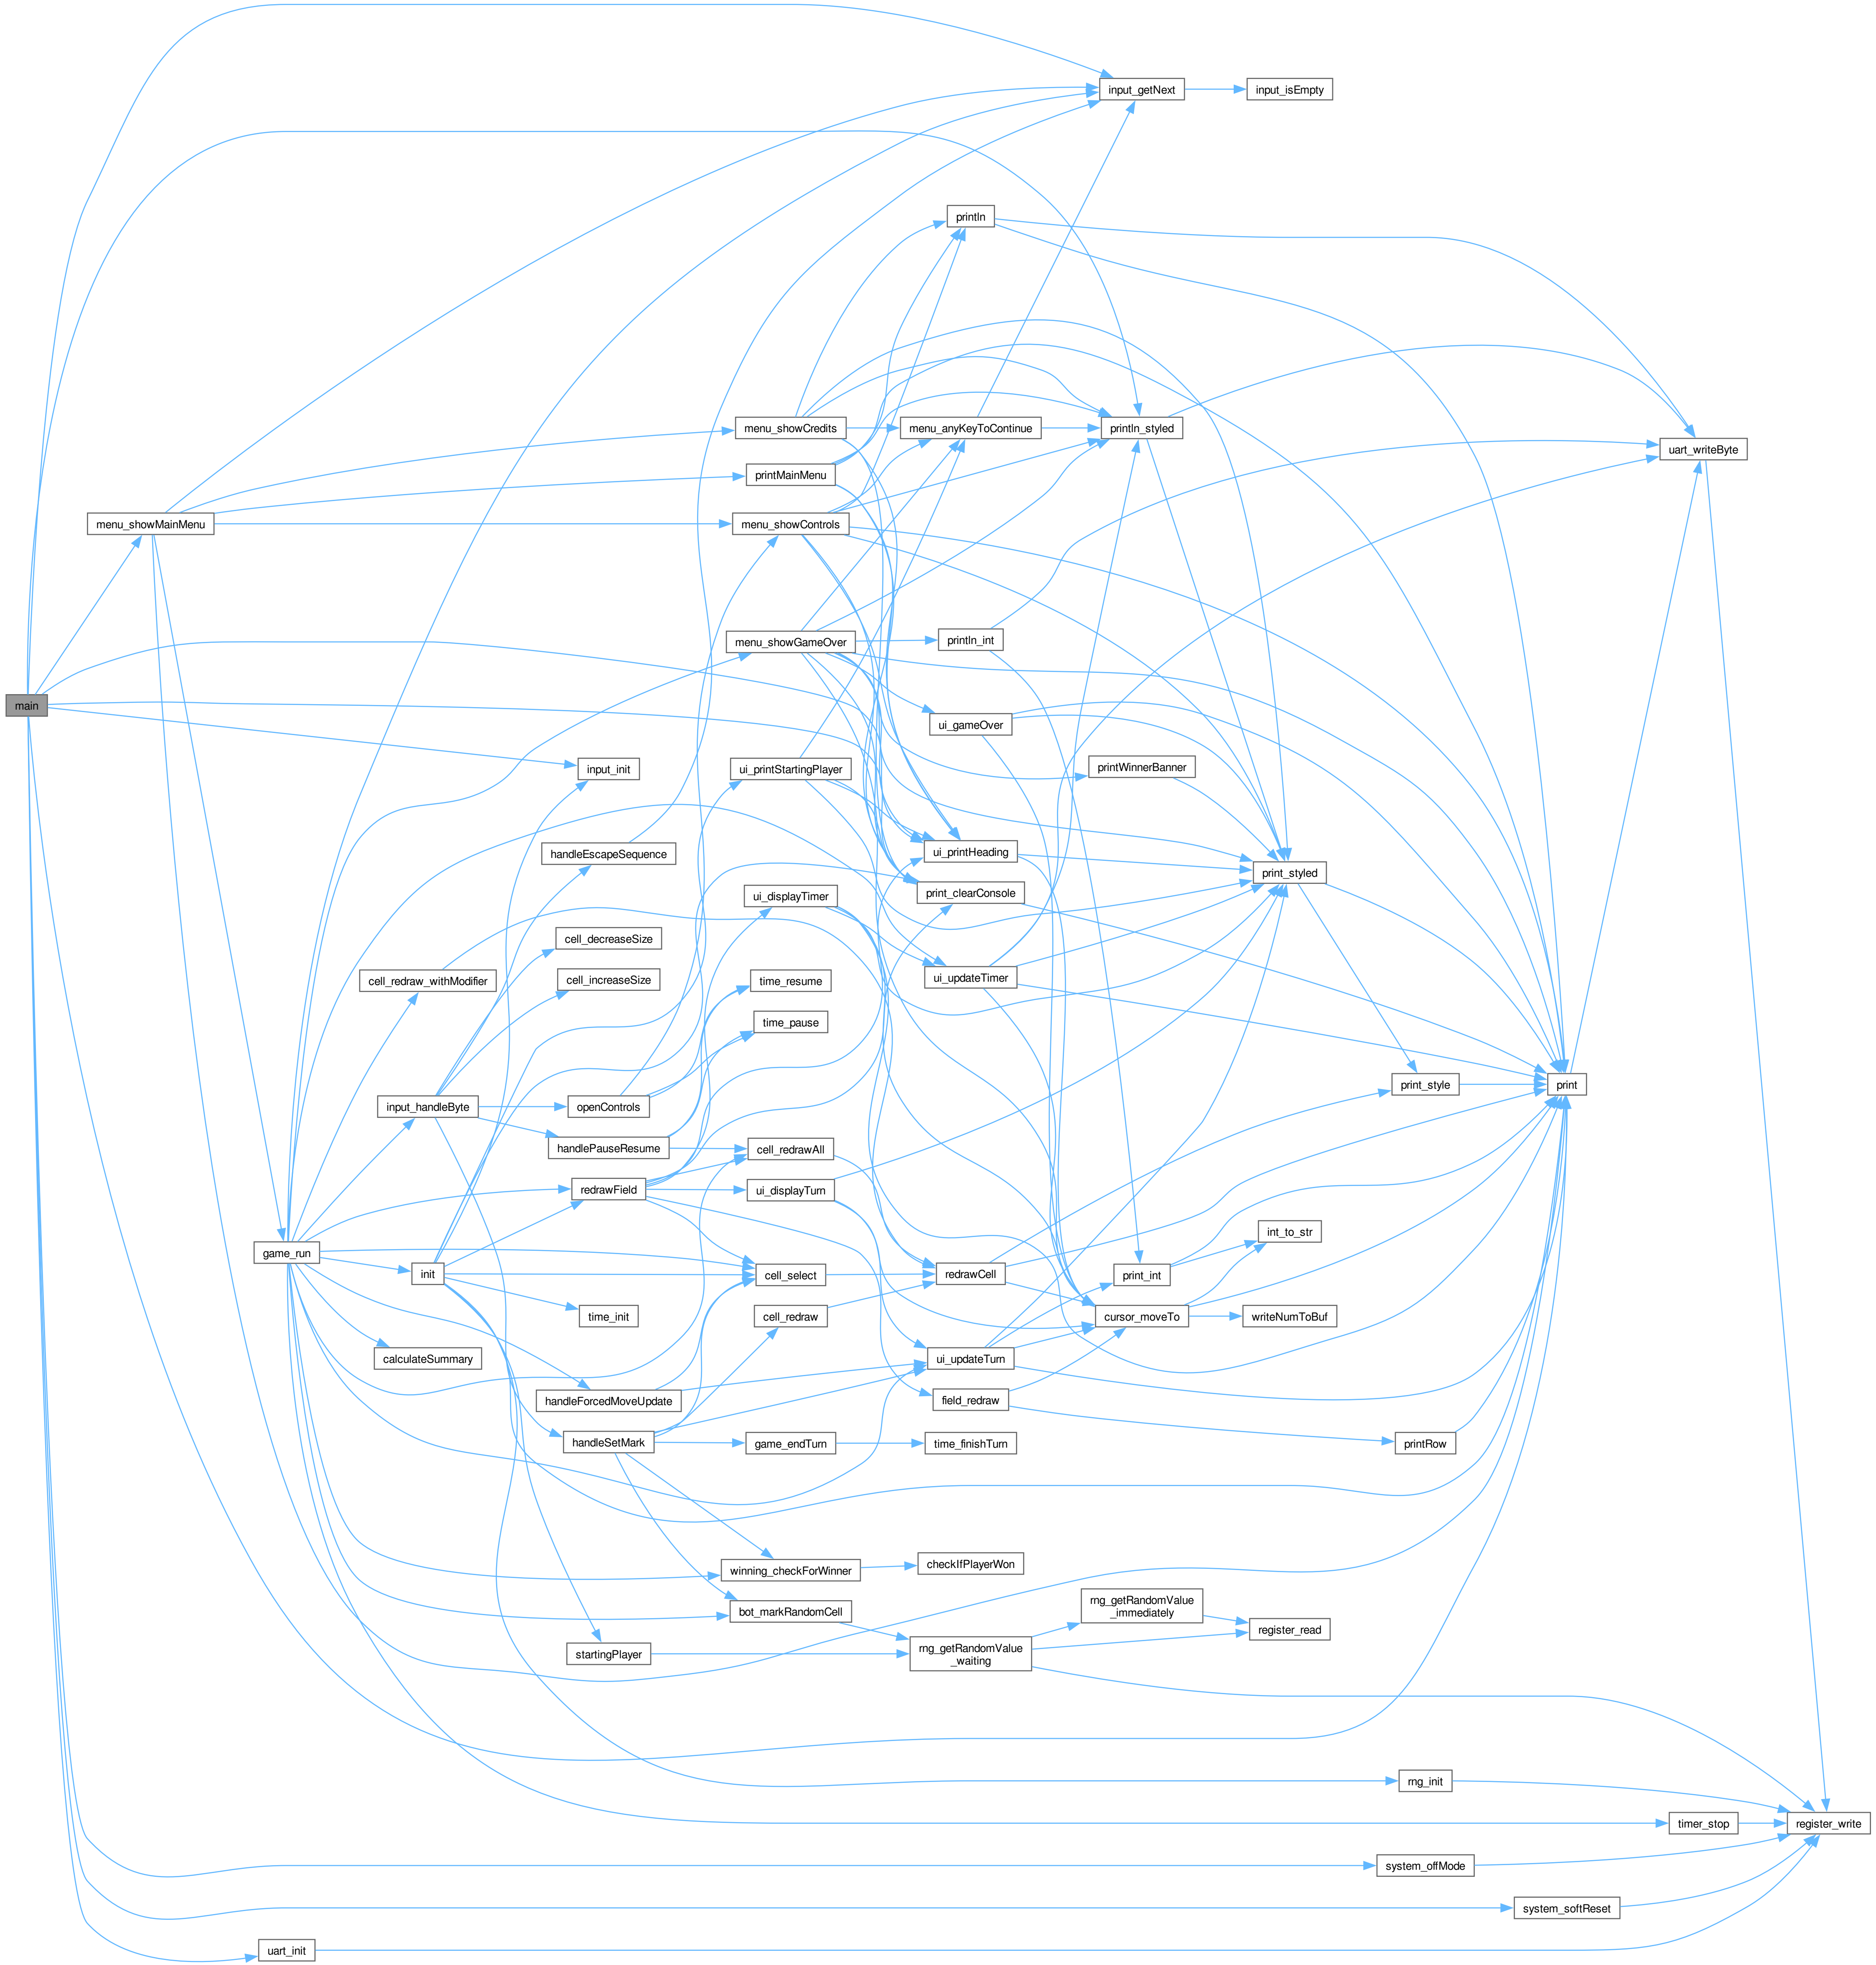 input_getNext
input_isEmpty
println
menu_showCredits
menu_anyKeyToContinue
println_styled
uart_writeByte
printMainMenu
menu_showMainMenu
menu_showControls
menu_showGameOver
println_int
main
ui_gameOver
input_init
ui_printStartingPlayer
printWinnerBanner
handleEscapeSequence
ui_printHeading
print_styled
ui_displayTimer
print_clearConsole
cell_decreaseSize
cell_redraw_withModifier
cell_increaseSize
time_resume
ui_updateTimer
time_pause
print_style
print
input_handleByte
openControls
handlePauseResume
cell_redrawAll
redrawField
ui_displayTurn
int_to_str
game_run
init
cell_select
redrawCell
print_int
time_init
cell_redraw
cursor_moveTo
writeNumToBuf
calculateSummary
ui_updateTurn
handleForcedMoveUpdate
field_redraw
handleSetMark
game_endTurn
time_finishTurn
printRow
winning_checkForWinner
checkIfPlayerWon
bot_markRandomCell
rng_getRandomValue
_immediately
register_read
startingPlayer
rng_getRandomValue
_waiting
rng_init
timer_stop
register_write
system_offMode
system_softReset
uart_init